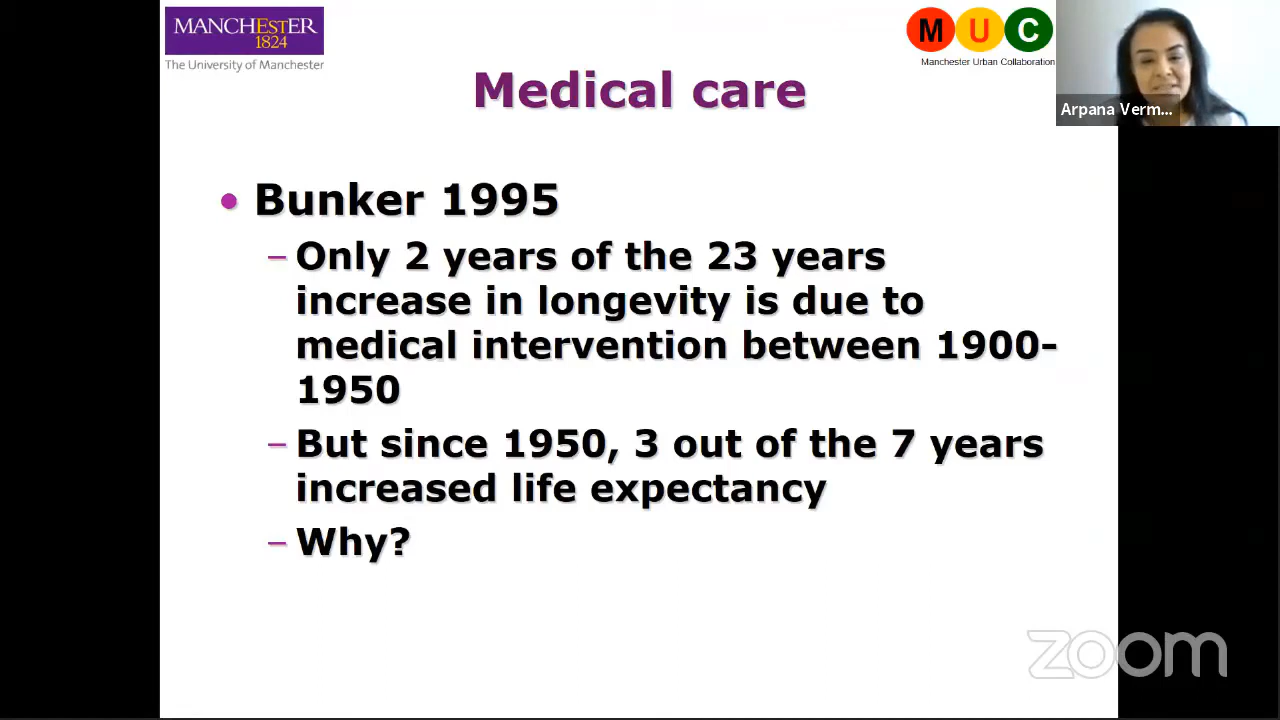 MANCHESTER
1824
The University of Manchester
M U C
Manchester Urban Collaboration
Arpana Verm...
Medical care
• Bunker 1995
– Only 2 years of the 23 years
increase in longevity is due to
medical intervention between 1900-
1950
– But since 1950, 3 out of the 7 years
increased life expectancy
– Why?
zoom